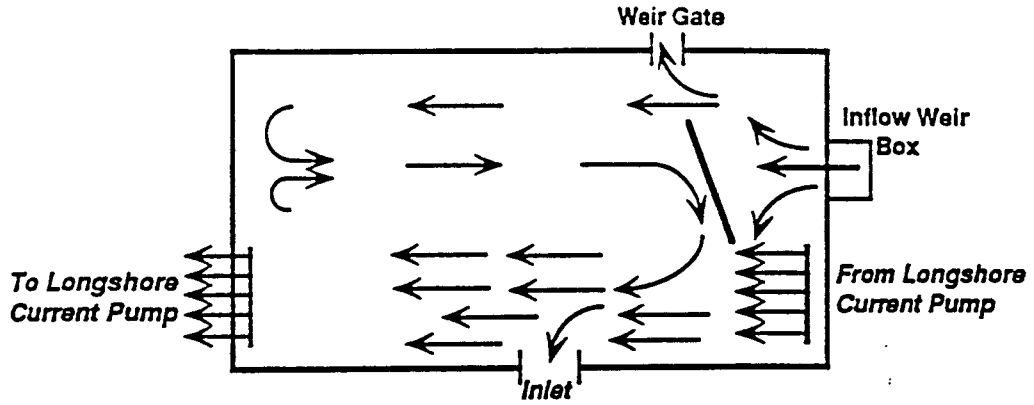 Weir Gate
Inflow Weir
Box
To Longshore
Current Pump
From Longshore
Current Pump
Inlet